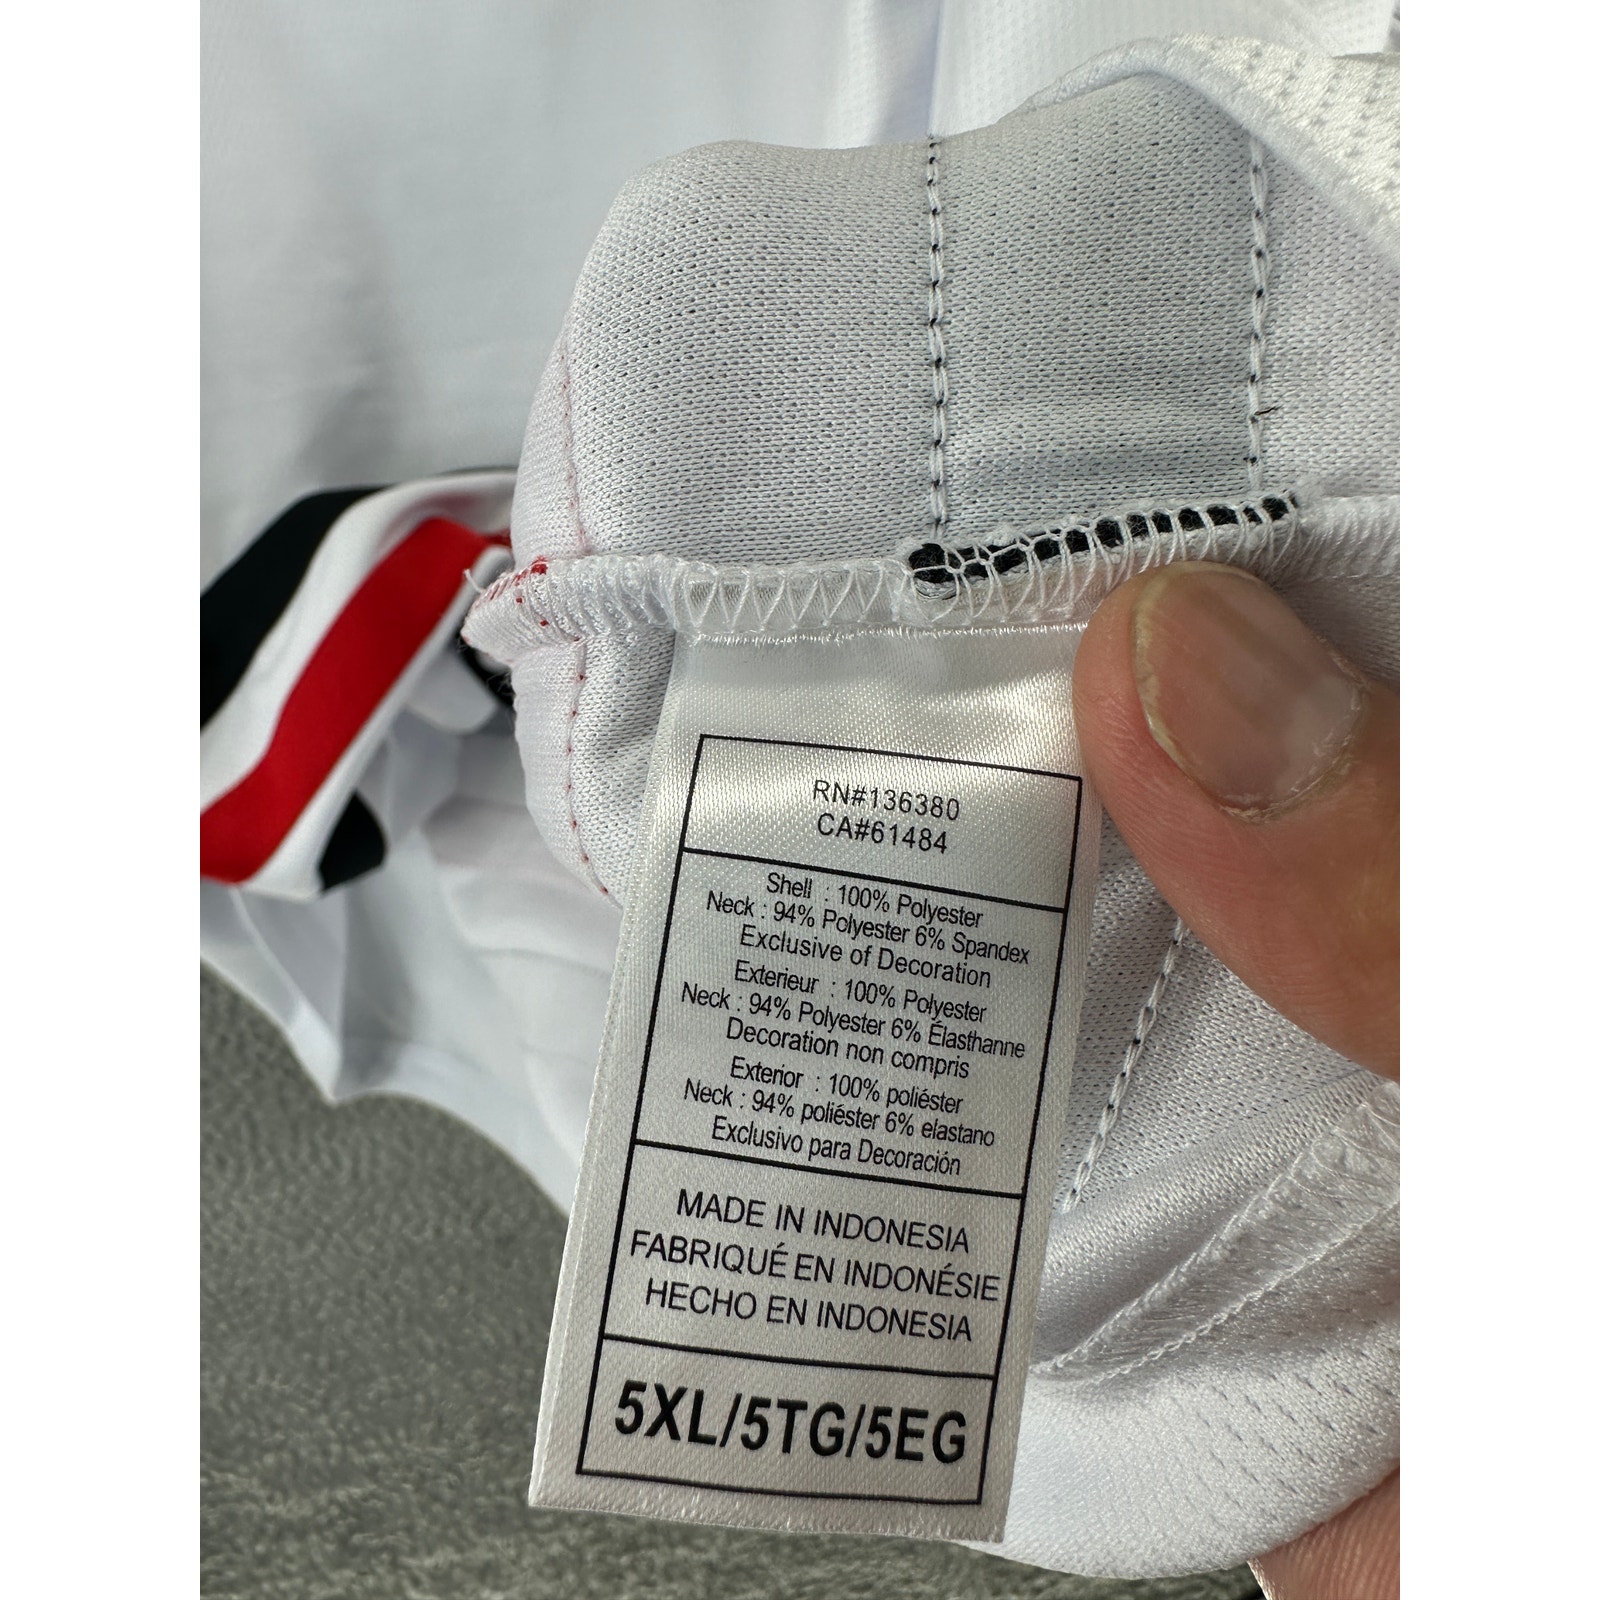 RN#136380
CA#61484
Shell : 100% Polyester
Neck : 94% Polyester 6% Spandex
Exclusive of Decoration
Exterieur : 100% Polyester
Neck : 94% Polyester 6% Élasthanne
Decoration non compris
Exterior : 100% poliéster
Neck : 94% poliéster 6% elastano
Exclusivo para Decoración
MADE IN INDONESIA
FABRIQUÉ EN INDONÉSIE
HECHO EN INDONESIA
5XL/5TG/5EG